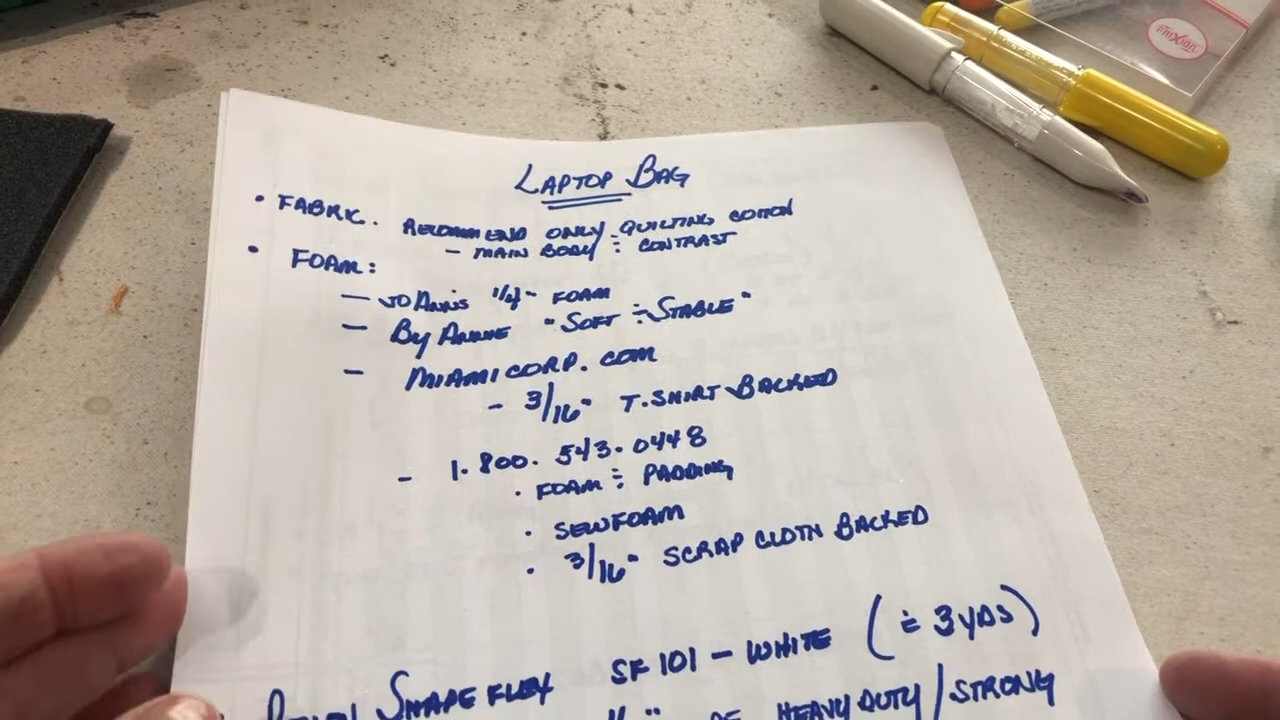 LAPTOP BAG
• FABRIC. RECOMMEND ONLY QUILTING COTTON
- MAIN BODY ÷ CONTRAST
• FOAM:
- JOANN'S 1/4" FOAM
- BY ANNIE "SOFT ÷ STABLE"
- MIAMICORP.COM
- 3/16" T.SHIRT BACKED
- 1.800.543.0448
• FOAM ÷ PADDING
• SEWFOAM
• 3/16" SCRAP CLOTH BACKED
SHAPE FLEX SF 101 - WHITE (÷ 3 YDS)
HEAVY DUTY/STRONG
FRIXION